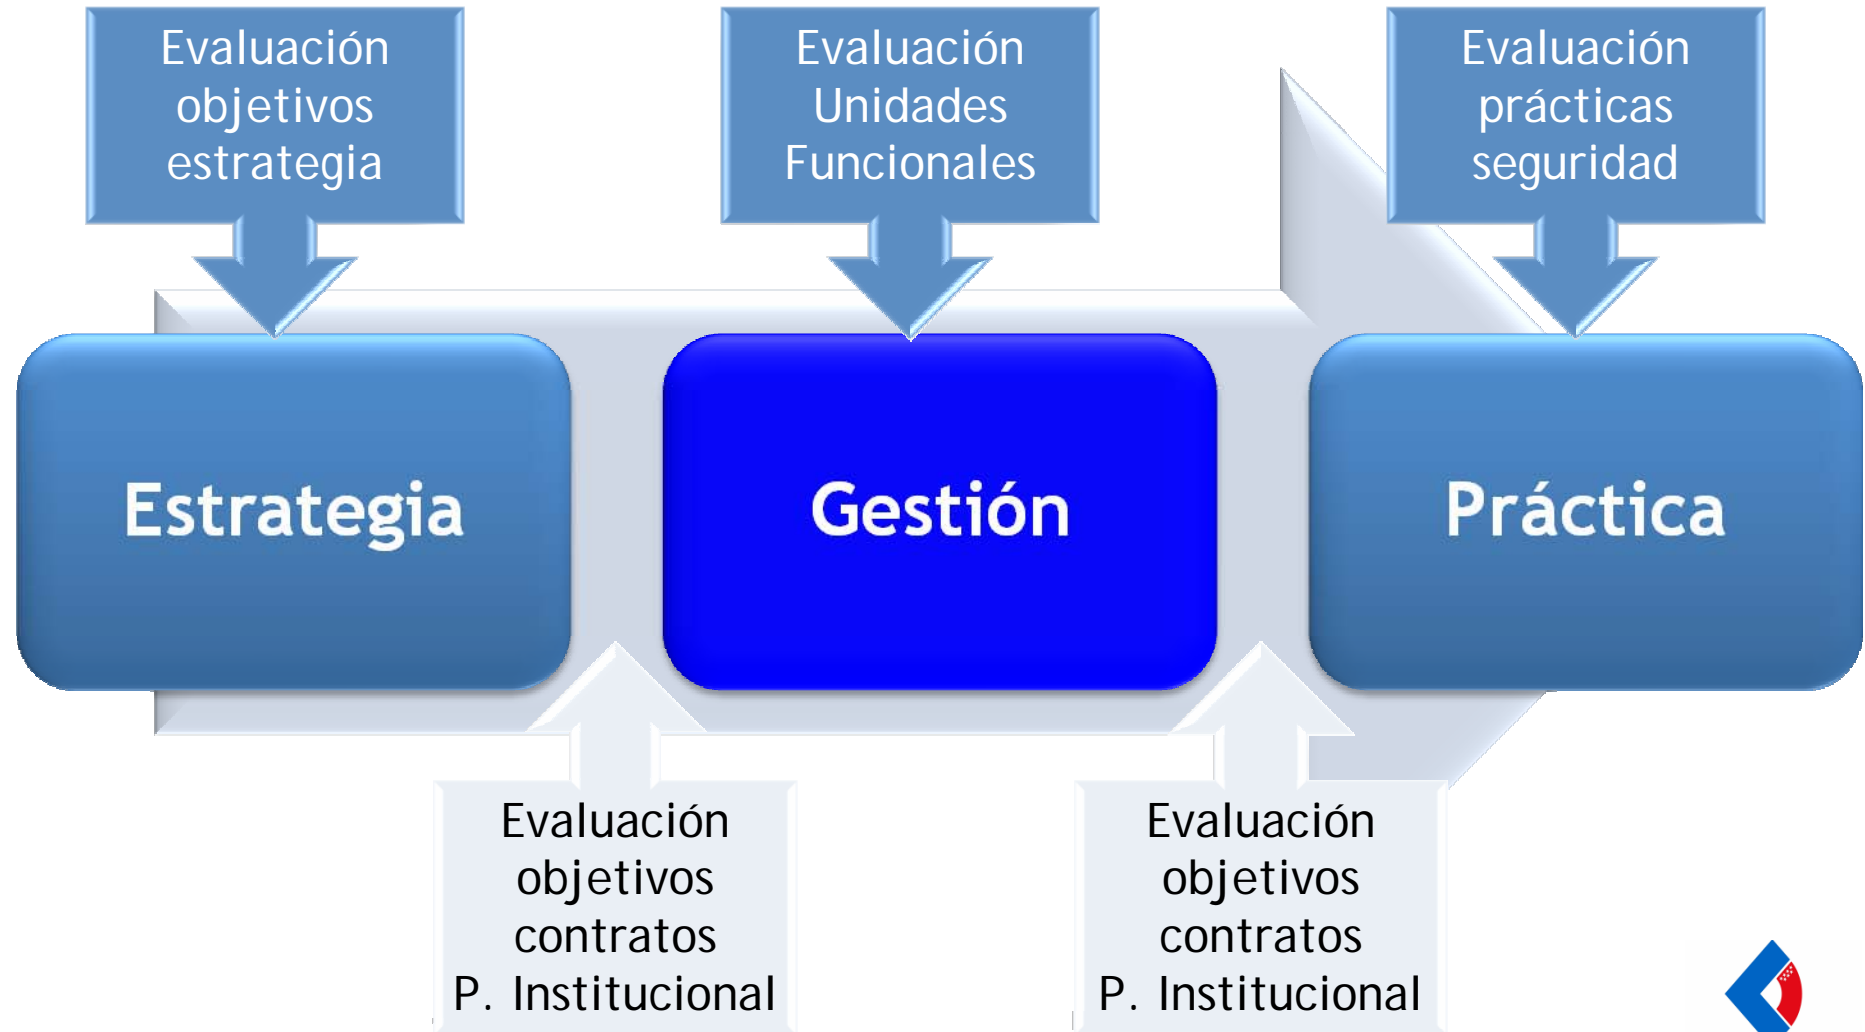 Evaluación
objetivos
estrategia
Evaluación
Unidades
Funcionales
Evaluación
prácticas
seguridad
Estrategia
Gestión
Práctica
Evaluación
objetivos
contratos
P. Institucional
Evaluación
objetivos
contratos
P. Institucional